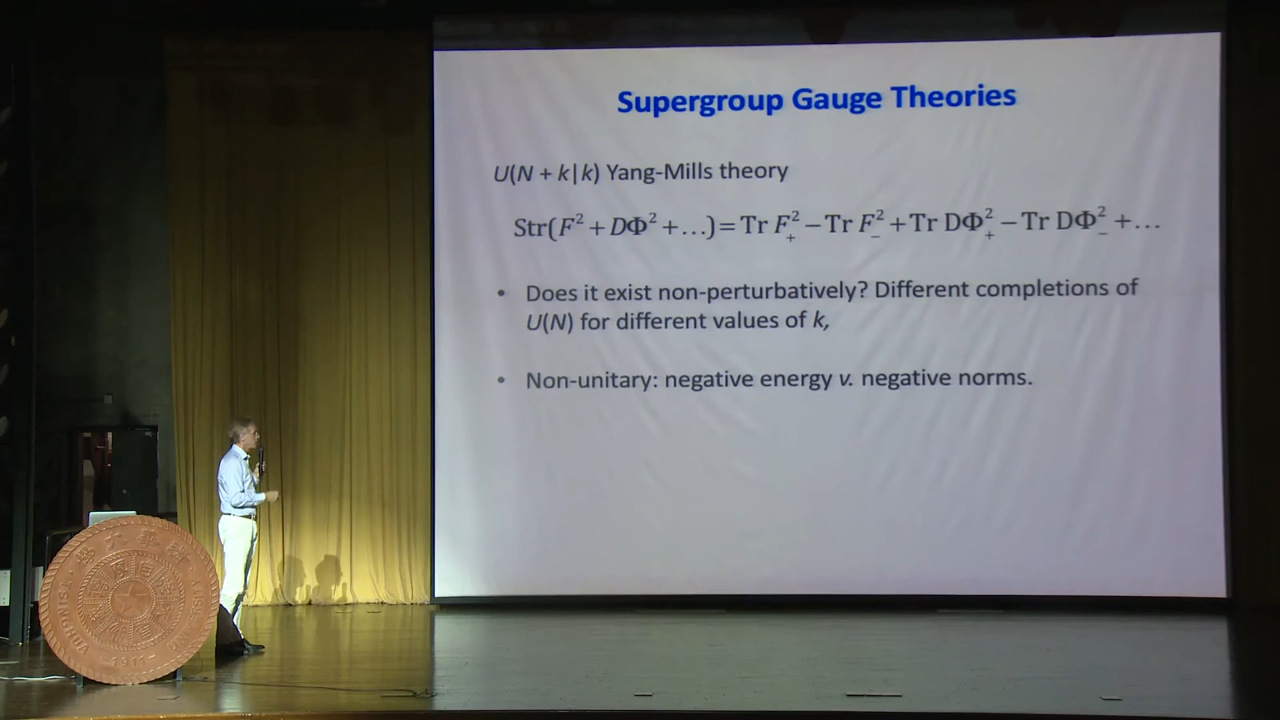 Supergroup Gauge Theories
U(N + k|k) Yang-Mills theory
Str(F² + DΦ² + …) = Tr F₊² − Tr F₋² + Tr DΦ₊² − Tr DΦ₋² + …
• Does it exist non-perturbatively? Different completions of
U(N) for different values of k,
• Non-unitary: negative energy v. negative norms.
-1911-